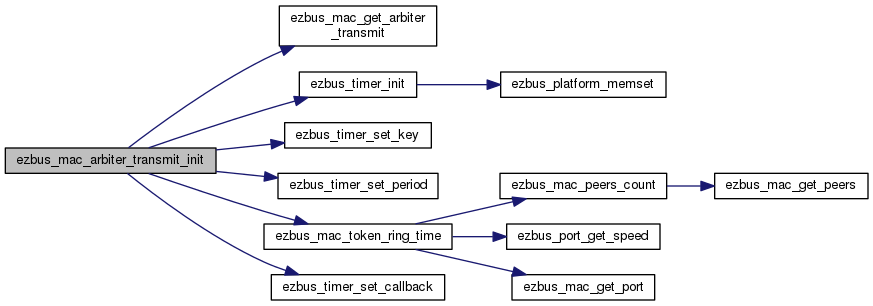 ezbus_mac_get_arbiter
_transmit
ezbus_timer_init
ezbus_platform_memset
ezbus_timer_set_key
ezbus_mac_arbiter_transmit_init
ezbus_timer_set_period
ezbus_mac_peers_count
ezbus_mac_get_peers
ezbus_mac_token_ring_time
ezbus_port_get_speed
ezbus_timer_set_callback
ezbus_mac_get_port